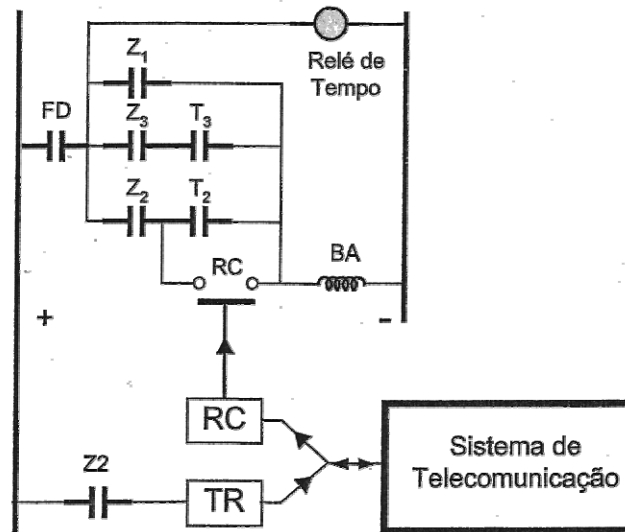 Relé de
Tempo
Z1
FD
Z3
T3
Z2
T2
RC
BA
+
-
RC
Z2
TR
Sistema de
Telecomunicação